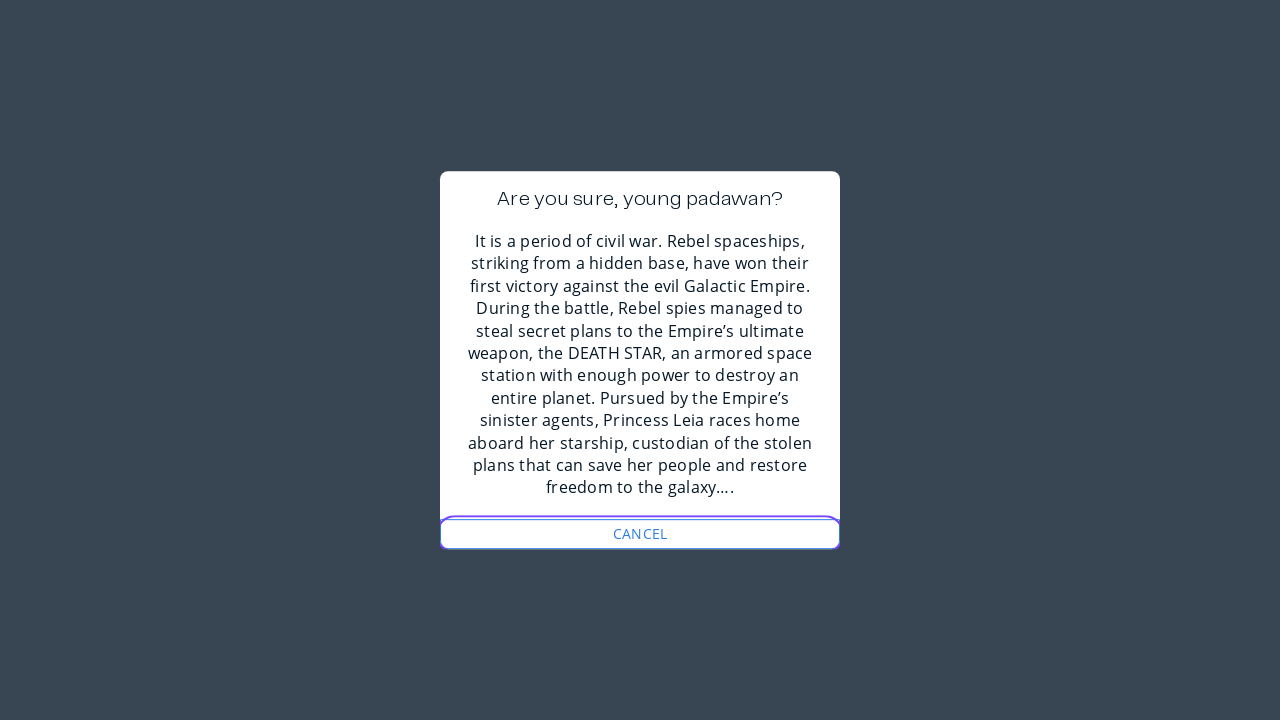 Are you sure, young padawan?
It is a period of civil war. Rebel spaceships,
striking from a hidden base, have won their
first victory against the evil Galactic Empire.
During the battle, Rebel spies managed to
steal secret plans to the Empire’s ultimate
weapon, the DEATH STAR, an armored space
station with enough power to destroy an
entire planet. Pursued by the Empire’s
sinister agents, Princess Leia races home
aboard her starship, custodian of the stolen
plans that can save her people and restore
freedom to the galaxy….
CANCEL